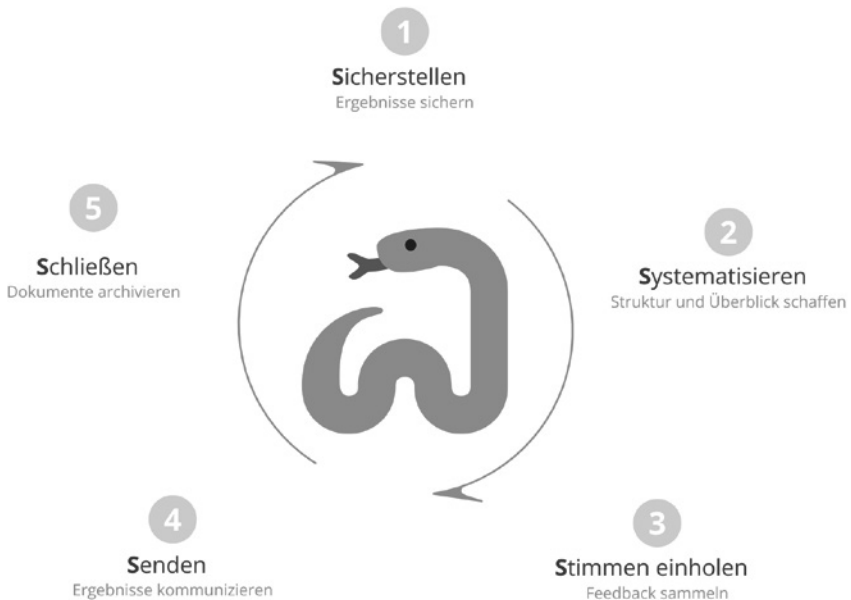 1
Sicherstellen
Ergebnisse sichern
2
Systematisieren
Struktur und Überblick schaffen
3
Stimmen einholen
Feedback sammeln
4
Senden
Ergebnisse kommunizieren
5
Schließen
Dokumente archivieren